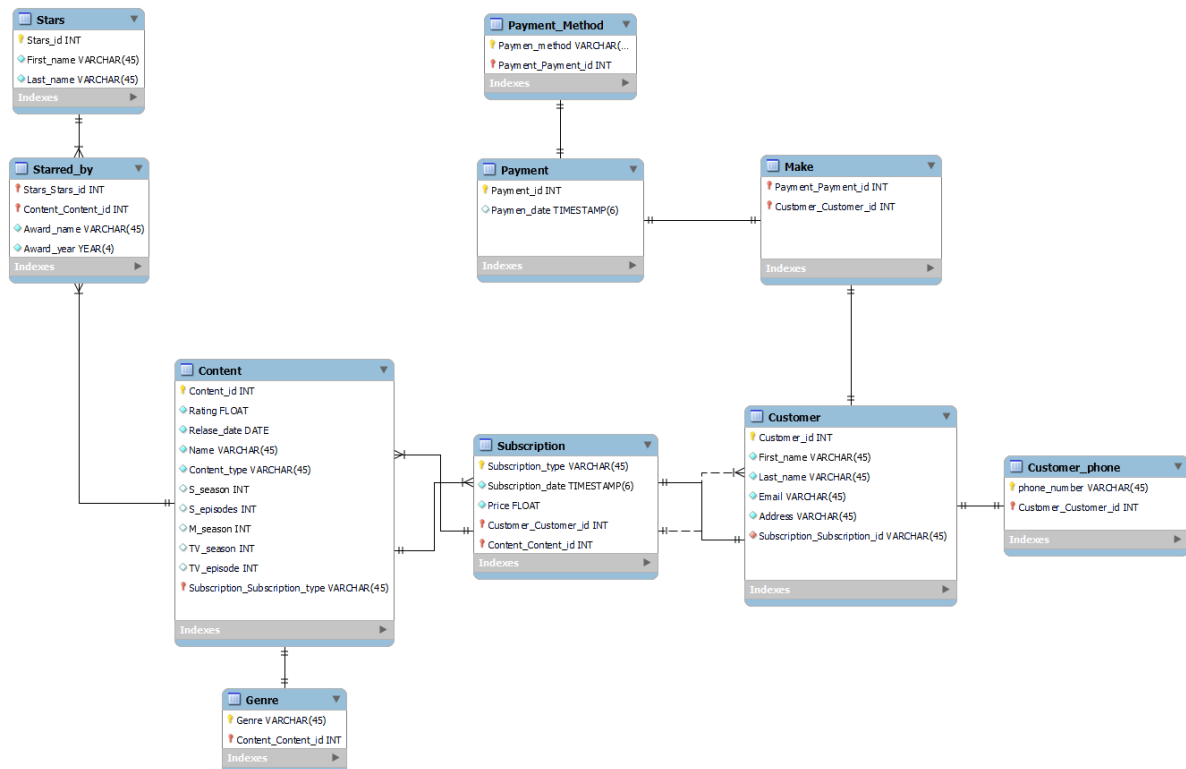 Stars
Stars_id INT
First_name VARCHAR(45)
Last_name VARCHAR(45)
Indexes
Payment_Method
Paymen_method VARCHAR(...
Payment_Payment_id INT
Indexes
Starred_by
Stars_Stars_id INT
Content_Content_id INT
Award_name VARCHAR(45)
Award_year YEAR(4)
Indexes
Payment
Payment_id INT
Paymen_date TIMESTAMP(6)
Indexes
Make
Payment_Payment_id INT
Customer_Customer_id INT
Indexes
Content
Content_id INT
Rating FLOAT
Relase_date DATE
Name VARCHAR(45)
Content_type VARCHAR(45)
S_season INT
S_episodes INT
M_season INT
TV_season INT
TV_episode INT
Subscription_Subscription_type VARCHAR(45)
Indexes
Subscription
Subscription_type VARCHAR(45)
Subscription_date TIMESTAMP(6)
Price FLOAT
Customer_Customer_id INT
Content_Content_id INT
Indexes
Customer
Customer_id INT
First_name VARCHAR(45)
Last_name VARCHAR(45)
Email VARCHAR(45)
Address VARCHAR(45)
Subscription_Subscription_id VARCHAR(45)
Indexes
Customer_phone
phone_number VARCHAR(45)
Customer_Customer_id INT
Indexes
Genre
Genre VARCHAR(45)
Content_Content_id INT
Indexes